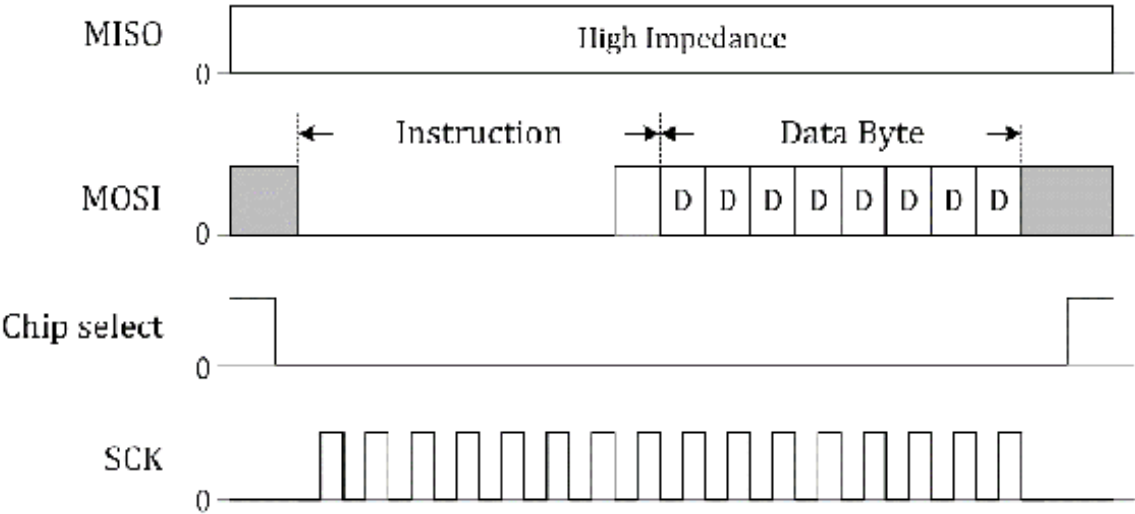 MISO
High Impedance
0
Instruction
Data Byte
MOSI
D D D D D D D D
0
Chip select
0
SCK
0